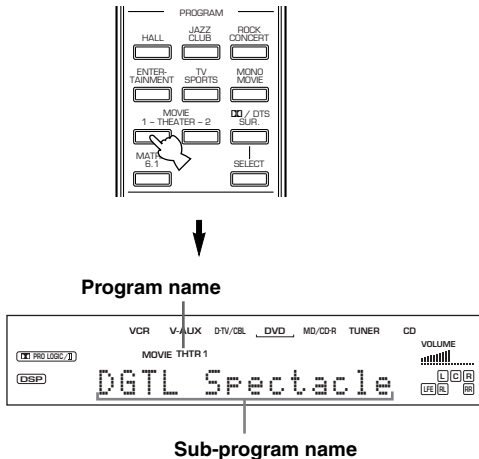 PROGRAM
HALL
JAZZ
CLUB
ROCK
CONCERT
ENTER-
TAINMENT
TV
SPORTS
MONO
MOVIE
MOVIE
1 – THEATER – 2
/ DTS
SUR.
MATR
6.1
SELECT
Program name
VCR V-AUX D-TV/CBL DVD MD/CD-R TUNER CD
VOLUME
PRO LOGIC / II
MOVIE THTR 1
DSP
DGTL Spectacle
L C R
LFE RL RR
Sub-program name